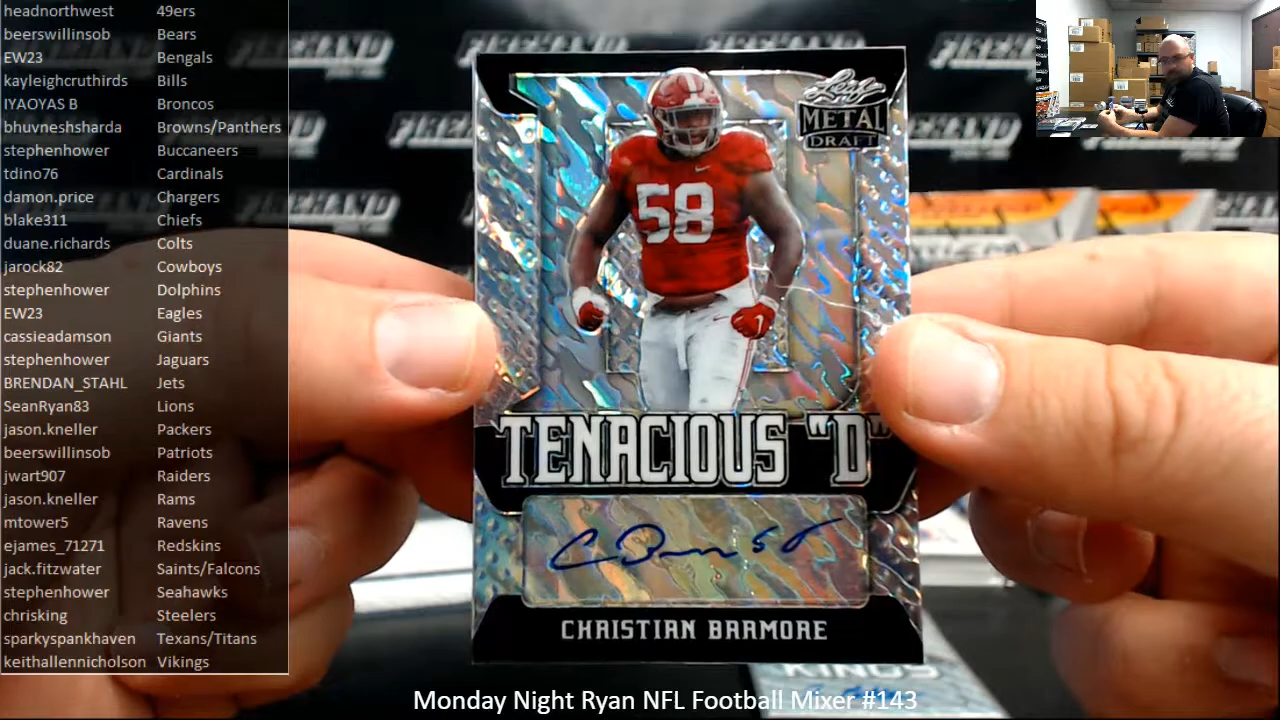 headnorthwest 49ers
beerswillinsob Bears
EW23 Bengals
kayleighcruthirds Bills
IYAOYAS B Broncos
bhuvneshsharda Browns/Panthers
stephenhower Buccaneers
tdino76 Cardinals
damon.price Chargers
blake311 Chiefs
duane.richards Colts
jarock82 Cowboys
stephenhower Dolphins
EW23 Eagles
cassieadamson Giants
stephenhower Jaguars
BRENDAN_STAHL Jets
SeanRyan83 Lions
jason.kneller Packers
beerswillinsob Patriots
jwart907 Raiders
jason.kneller Rams
mtower5 Ravens
ejames_71271 Redskins
jack.fitzwater Saints/Falcons
stephenhower Seahawks
chrisking Steelers
sparkyspankhaven Texans/Titans
keithallennicholson Vikings
FIREHAND
Leaf
METAL
DRAFT
58
TENACIOUS "D"
CHRISTIAN BARMORE
KINGS
Monday Night Ryan NFL Football Mixer #143